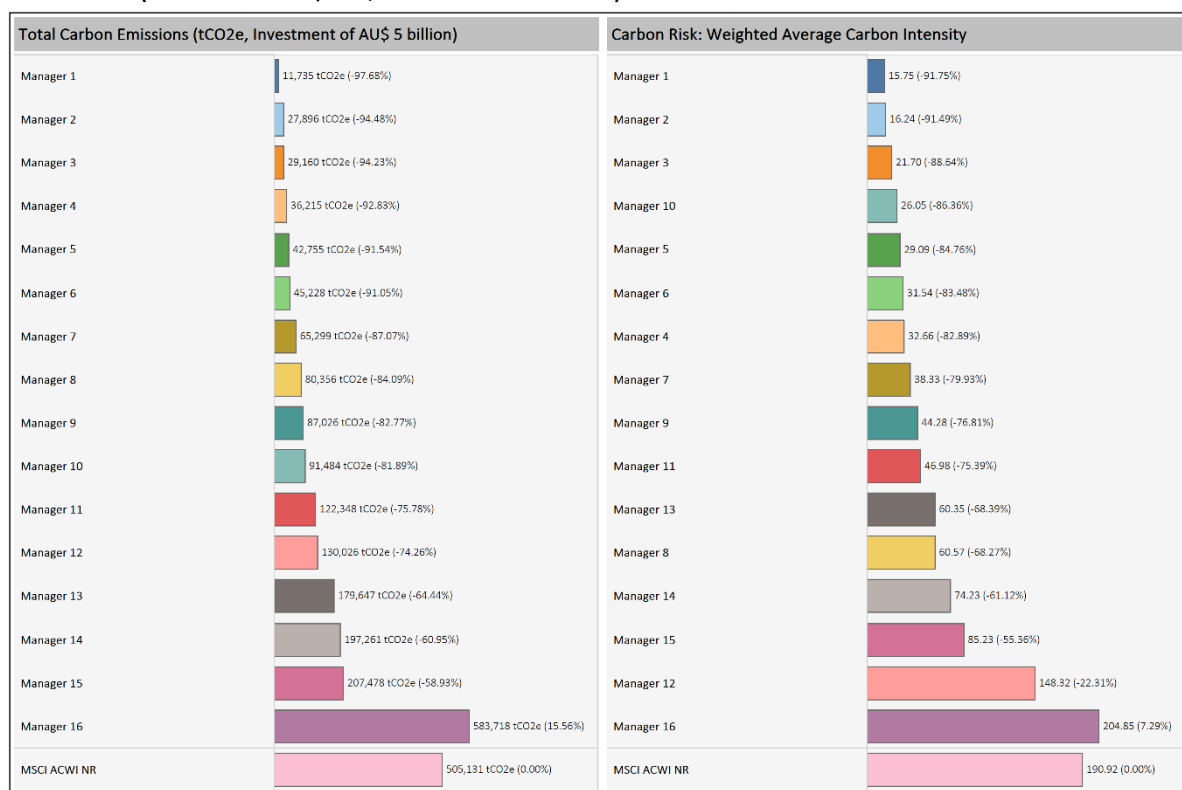 Total Carbon Emissions (tCO2e, Investment of AU$ 5 billion)
Manager 1 11,735 tCO2e (-97.68%)
Manager 2 27,896 tCO2e (-94.48%)
Manager 3 29,160 tCO2e (-94.23%)
Manager 4 36,215 tCO2e (-92.83%)
Manager 5 42,755 tCO2e (-91.54%)
Manager 6 45,228 tCO2e (-91.05%)
Manager 7 65,299 tCO2e (-87.07%)
Manager 8 80,356 tCO2e (-84.09%)
Manager 9 87,026 tCO2e (-82.77%)
Manager 10 91,484 tCO2e (-81.89%)
Manager 11 122,348 tCO2e (-75.78%)
Manager 12 130,026 tCO2e (-74.26%)
Manager 13 179,647 tCO2e (-64.44%)
Manager 14 197,261 tCO2e (-60.95%)
Manager 15 207,478 tCO2e (-58.93%)
Manager 16 583,718 tCO2e (15.56%)
MSCI ACWI NR 505,131 tCO2e (0.00%)
Carbon Risk: Weighted Average Carbon Intensity
Manager 1 15.75 (-91.75%)
Manager 2 16.24 (-91.49%)
Manager 3 21.70 (-88.64%)
Manager 10 26.05 (-86.36%)
Manager 5 29.09 (-84.76%)
Manager 6 31.54 (-83.48%)
Manager 4 32.66 (-82.89%)
Manager 7 38.33 (-79.93%)
Manager 9 44.28 (-76.81%)
Manager 11 46.98 (-75.39%)
Manager 13 60.35 (-68.39%)
Manager 8 60.57 (-68.27%)
Manager 14 74.23 (-61.12%)
Manager 15 85.23 (-55.36%)
Manager 12 148.32 (-22.31%)
Manager 16 204.85 (7.29%)
MSCI ACWI NR 190.92 (0.00%)